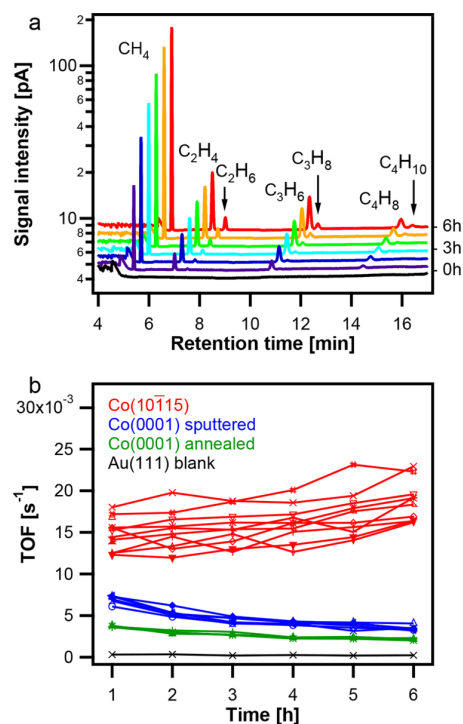 a
Signal intensity [pA]
2
100
8
6
4
2
10
8
6
4
CH4
C2H4
C2H6
C3H6
C3H8
C4H8
C4H10
6h
3h
0h
4 6 8 10 12 14 16
Retention time [min]
b
TOF [s-1]
30x10-3
25
20
15
10
5
0
Co(101̅15)
Co(0001) sputtered
Co(0001) annealed
Au(111) blank
1 2 3 4 5 6
Time [h]